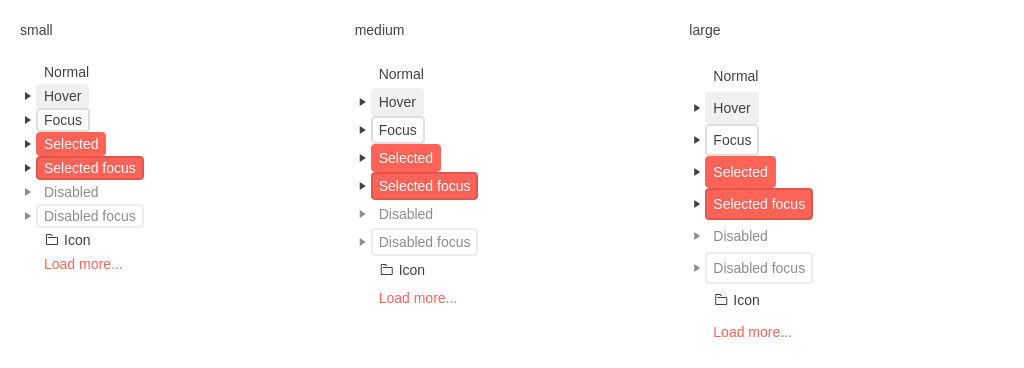 small
Normal
Hover
Focus
Selected
Selected focus
Disabled
Disabled focus
Icon
Load more...
medium
Normal
Hover
Focus
Selected
Selected focus
Disabled
Disabled focus
Icon
Load more...
large
Normal
Hover
Focus
Selected
Selected focus
Disabled
Disabled focus
Icon
Load more...